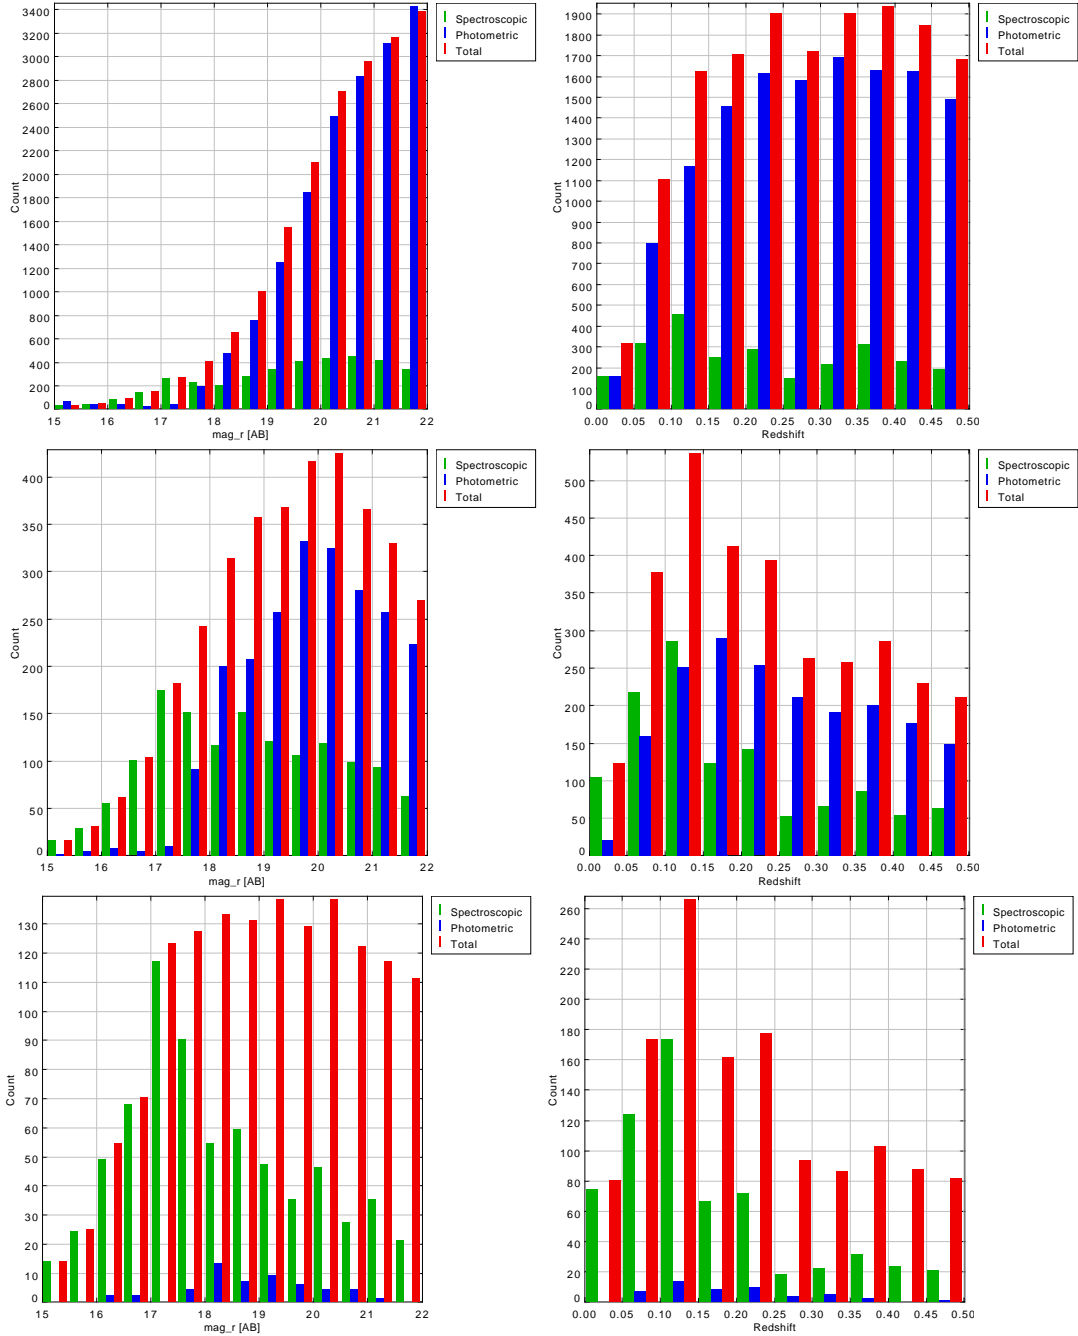 3400
3200
3000
2800
2600
2400
2200
2000
1800
1600
1400
1200
1000
800
600
400
200
0
Count
15 16 17 18 19 20 21 22
mag_r [AB]
Spectroscopic
Photometric
Total
1900
1800
1700
1600
1500
1400
1300
1200
1100
1000
900
800
700
600
500
400
300
200
100
0.00 0.05 0.10 0.15 0.20 0.25 0.30 0.35 0.40 0.45 0.50
Count
Redshift
Spectroscopic
Photometric
Total
400
350
300
250
200
150
100
50
0
Count
15 16 17 18 19 20 21 22
mag_r [AB]
Spectroscopic
Photometric
Total
500
450
400
350
300
250
200
150
100
50
0
Count
0.00 0.05 0.10 0.15 0.20 0.25 0.30 0.35 0.40 0.45 0.50
Redshift
Spectroscopic
Photometric
Total
130
120
110
100
90
80
70
60
50
40
30
20
10
0
Count
15 16 17 18 19 20 21 22
mag_r [AB]
Spectroscopic
Photometric
Total
260
240
220
200
180
160
140
120
100
80
60
40
20
0
Count
0.00 0.05 0.10 0.15 0.20 0.25 0.30 0.35 0.40 0.45 0.50
Redshift
Spectroscopic
Photometric
Total